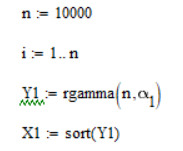 n := 10000
i := 1..n
Y1 := rgamma(n,α₁)
X1 := sort(Y1)